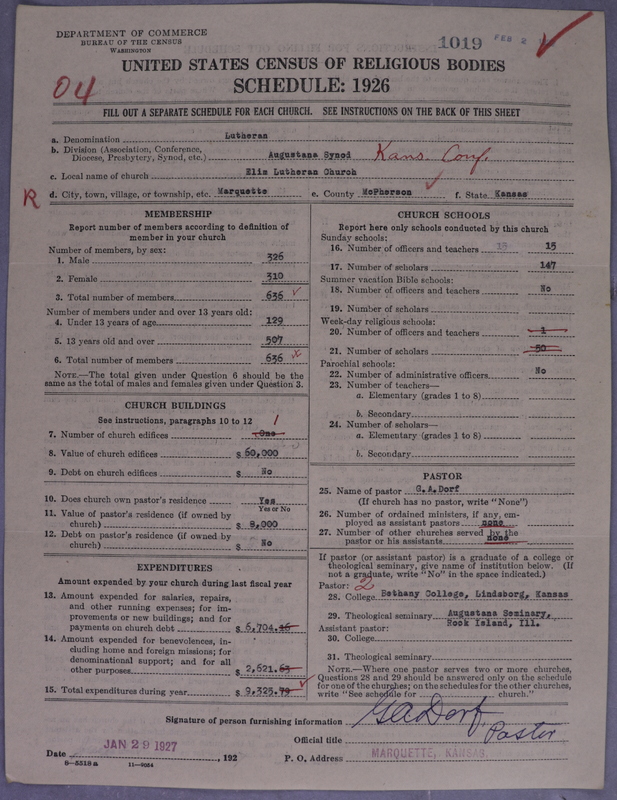 DEPARTMENT OF COMMERCE
BUREAU OF THE CENSUS
WASHINGTON
1019 FEB 2
UNITED STATES CENSUS OF RELIGIOUS BODIES
04
SCHEDULE: 1926
FILL OUT A SEPARATE SCHEDULE FOR EACH CHURCH. SEE INSTRUCTIONS ON THE BACK OF THIS SHEET
a. Denomination Lutheran
b. Division (Association, Conference,
Diocese, Presbytery, Synod, etc.) Augustana Synod Kans. Conf.
c. Local name of church Elim Lutheran Church
R d. City, town, village, or township, etc. Marquette e. County McPherson f. State Kansas
MEMBERSHIP
Report number of members according to definition of
member in your church
Number of members, by sex:
1. Male 326
2. Female 310
3. Total number of members 636
Number of members under and over 13 years old:
4. Under 13 years of age 129
5. 13 years old and over 507
6. Total number of members 636 x
NOTE.—The total given under Question 6 should be the
same as the total of males and females given under Question 3.
CHURCH BUILDINGS
See instructions, paragraphs 10 to 12 1
7. Number of church edifices One
8. Value of church edifices $ 60,000
9. Debt on church edifices $ No
10. Does church own pastor's residence Yes
Yes or No
11. Value of pastor's residence (if owned by
church) $ 8,000
12. Debt on pastor's residence (if owned by
church) $ No
EXPENDITURES
Amount expended by your church during last fiscal year
13. Amount expended for salaries, repairs,
and other running expenses; for im-
provements or new buildings; and for
payments on church debt $ 6,704.16
14. Amount expended for benevolences, in-
cluding home and foreign missions; for
denominational support; and for all
other purposes $ 2,621.63
15. Total expenditures during year $ 9,325.79
CHURCH SCHOOLS
Report here only schools conducted by this church
Sunday schools:
16. Number of officers and teachers 15 15
17. Number of scholars 147
Summer vacation Bible schools:
18. Number of officers and teachers No
19. Number of scholars
Week-day religious schools:
20. Number of officers and teachers 1
21. Number of scholars 50
Parochial schools:
22. Number of administrative officers No
23. Number of teachers—
a. Elementary (grades 1 to 8)
b. Secondary
24. Number of scholars—
a. Elementary (grades 1 to 8)
b. Secondary
PASTOR
25. Name of pastor G.A.Dorf
(If church has no pastor, write "None")
26. Number of ordained ministers, if any, em-
ployed as assistant pastors none
27. Number of other churches served by the
pastor or his assistants none
If pastor (or assistant pastor) is a graduate of a college or
theological seminary, give name of institution below. (If
not a graduate, write "No" in the space indicated.)
Pastor: 2
28. College Bethany College, Lindsborg, Kansas
29. Theological seminary Augustana Seminary,
Rock Island, Ill.
Assistant pastor:
30. College
31. Theological seminary
NOTE.—Where one pastor serves two or more churches,
Questions 28 and 29 should be answered only on the schedule
for one of the churches; on the schedules for the other churches,
write "See schedule for church."
Signature of person furnishing information G A Dorf
Official title Pastor
Date JAN 29 1927, 192 P. O. Address MARQUETTE, KANSAS.
8-5518 a 11-9054